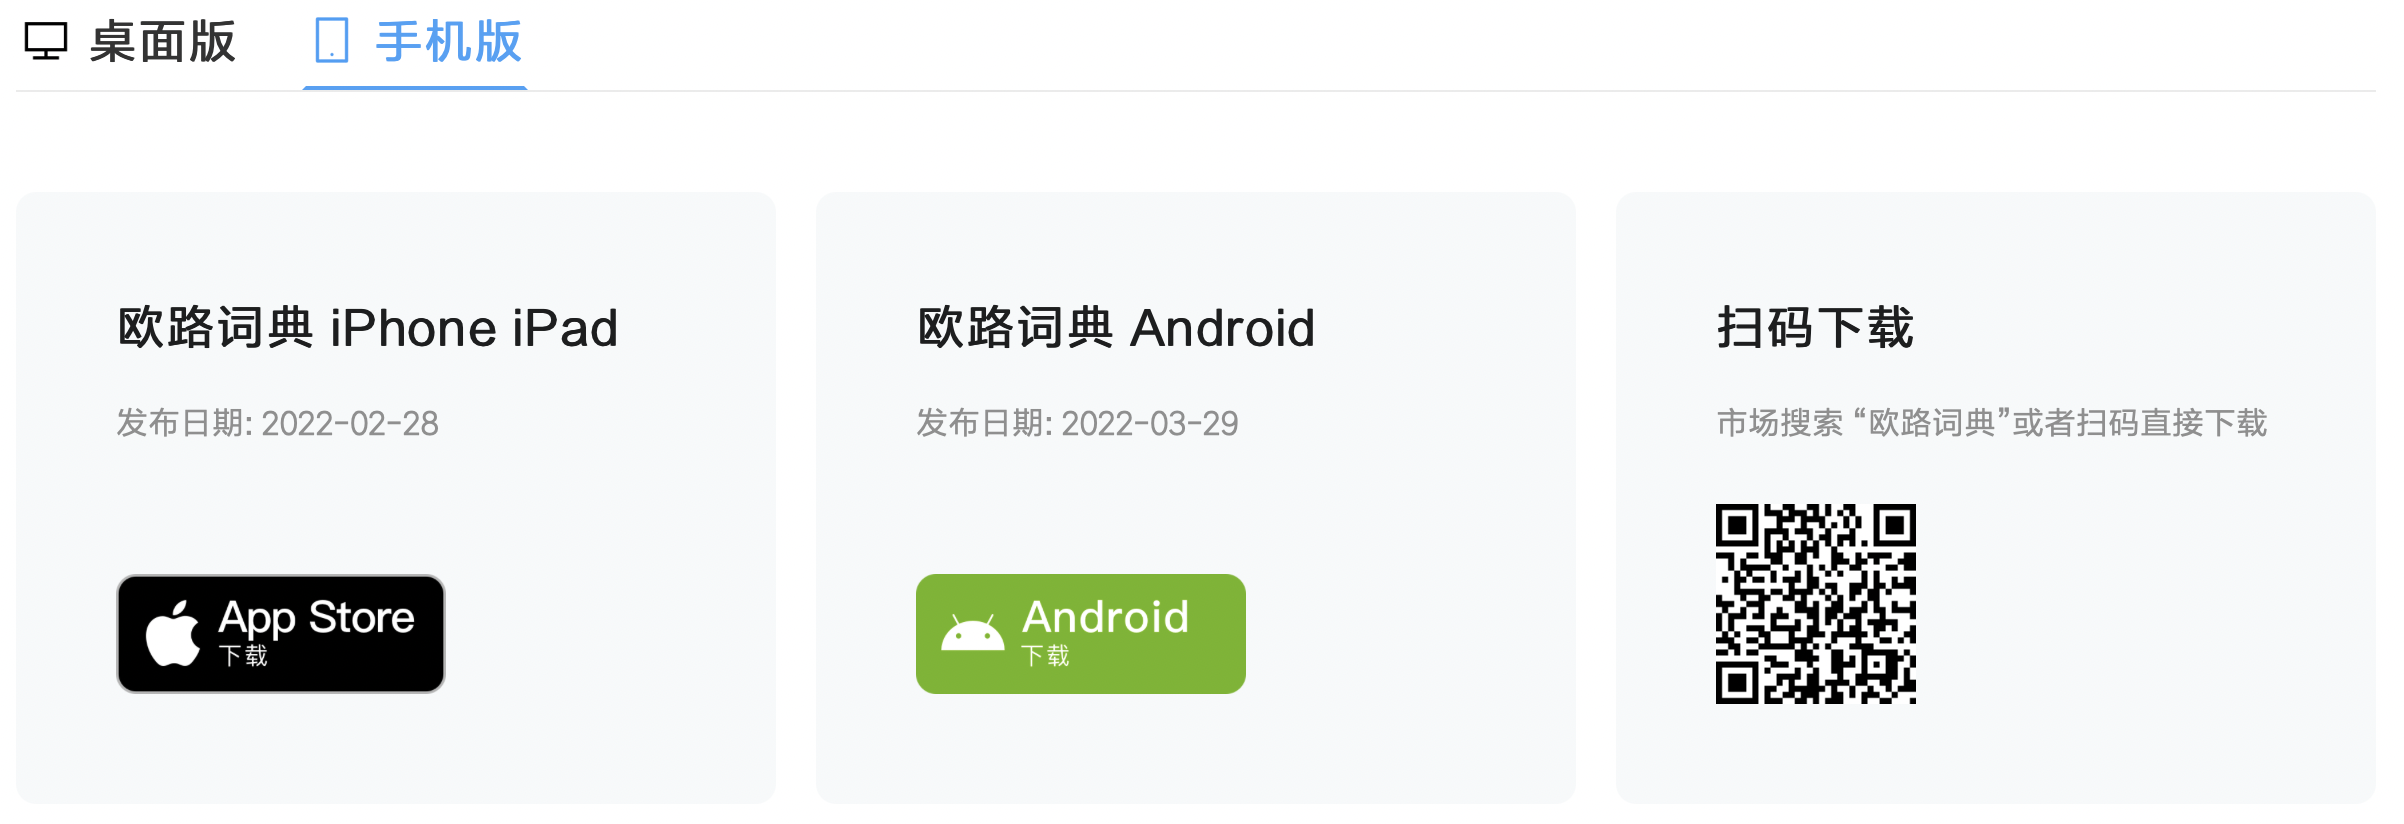 桌面版 手机版
欧路词典 iPhone iPad
发布日期: 2022-02-28
App Store
下载
欧路词典 Android
发布日期: 2022-03-29
Android
下载
扫码下载
市场搜索 “欧路词典”或者扫码直接下载